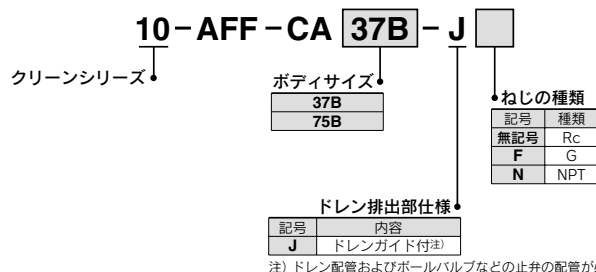 10-AFF-CA 37B-J
クリーンシリーズ
ボディサイズ
37B
75B
ねじの種類
記号 種類
無記号 Rc
F G
N NPT
ドレン排出部仕様
記号 内容
J ドレンガイド付注)
注) ドレン配管およびボールバルブなどの止弁の配管が